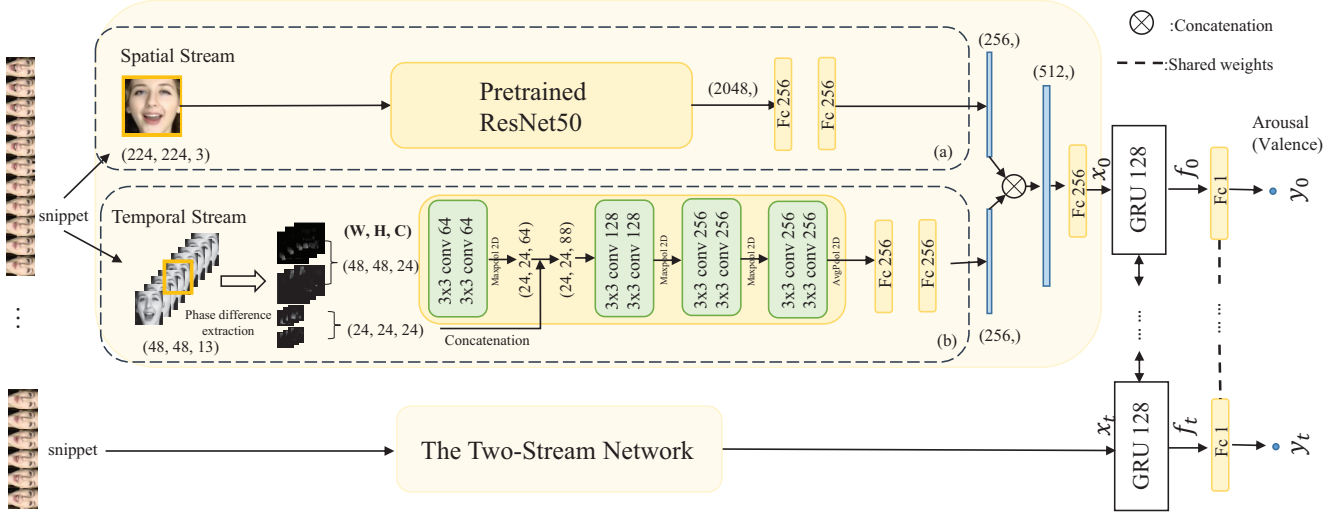 Spatial Stream
(224, 224, 3)
Pretrained
ResNet50
(2048,)
Fc 256
Fc 256
(a)
(256,)
(512,)
:Concatenation
:Shared weights
snippet
Temporal Stream
(48, 48, 13)
Phase difference
extraction
(W, H, C)
(48, 48, 24)
(24, 24, 24)
3x3 conv 64
3x3 conv 64
Maxpool 2D
(24, 24, 64)
(24, 24, 88)
Concatenation
3x3 conv 128
3x3 conv 128
Maxpool 2D
3x3 conv 256
3x3 conv 256
Maxpool 2D
3x3 conv 256
3x3 conv 256
AvgPool 2D
Fc 256
Fc 256
(b)
(256,)
Fc 256
x₀
GRU 128
f₀
Fc 1
Arousal
(Valence)
y₀
...
...
...
snippet
The Two-Stream Network
xₜ
GRU 128
fₜ
Fc 1
yₜ